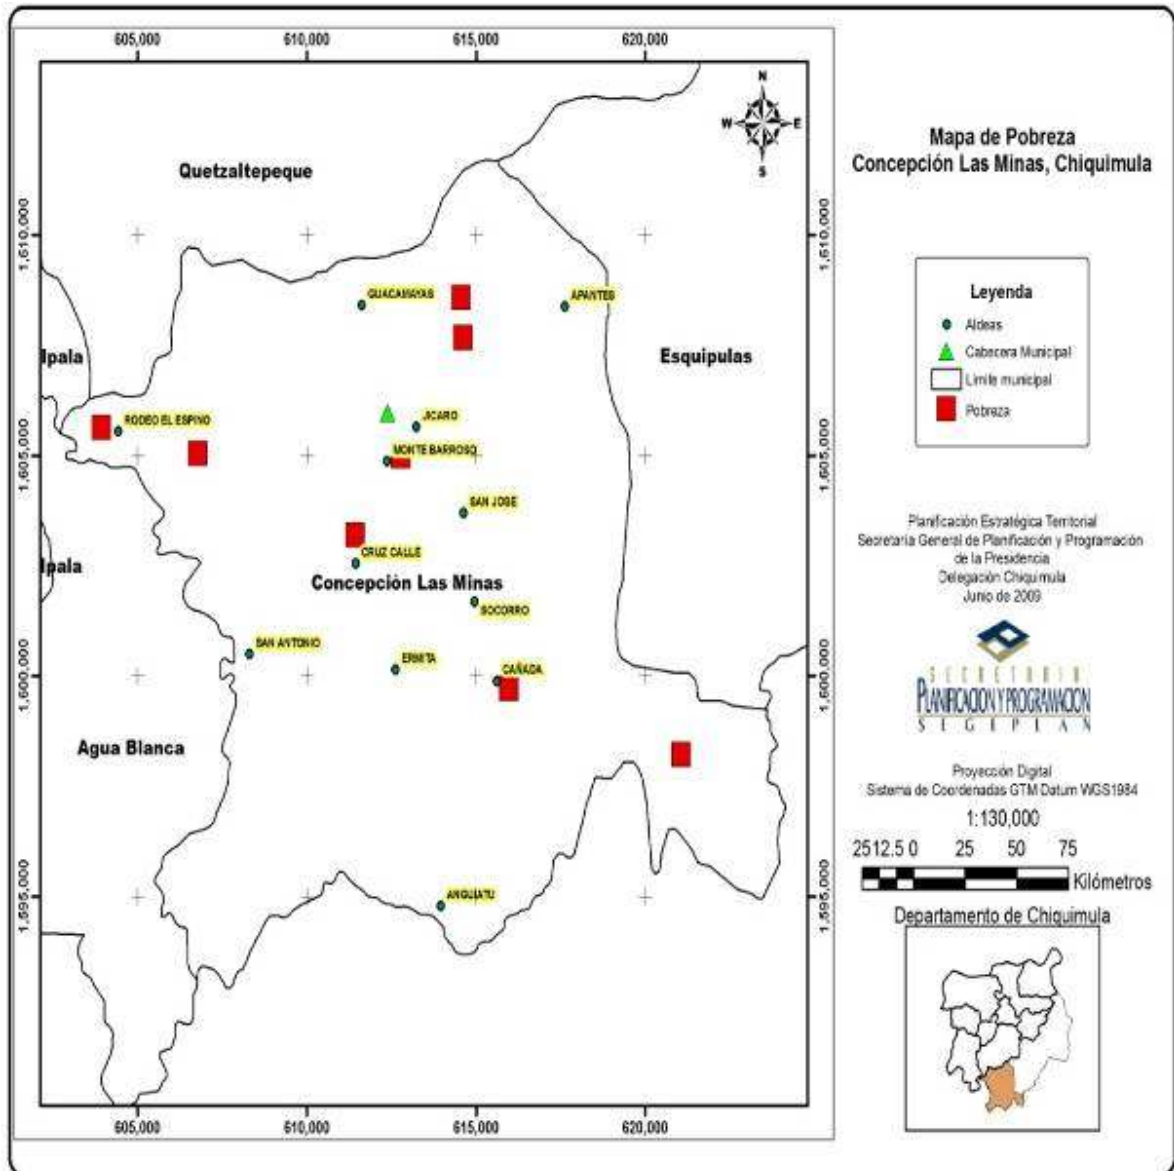 605,000 610,000 615,000 620,000
N
W E
S
Mapa de Pobreza
Concepción Las Minas, Chiquimula
Quetzaltepeque
1,610,000 1,610,000
Leyenda
Aldeas
Cabecera Municipal
Limite municipal
Pobreza
GUACAMAYAS
APANTES
Ipala
Esquipulas
RODEO EL ESPINO
JICARO
MONTE BARROSO
1,605,000 1,605,000
SAN JOSE
CRUZ CALLE
Ipala
Concepción Las Minas
SOCORRO
SAN ANTONIO
ERMITA
CAÑADA
1,600,000 1,600,000
Agua Blanca
ANGUIATU
1,595,000 1,595,000
605,000 610,000 615,000 620,000
Planificación Estratégica Territorial
Secretaría General de Planificación y Programación
de la Presidencia
Delegación Chiquimula
Junio de 2009
SECRETARIA
PLANIFICACION Y PROGRAMACION
SEGEPLAN
Proyección Digital
Sistema de Coordenadas GTM Datum WGS1984
1:130,000
25 12.5 0 25 50 75
Kilómetros
Departamento de Chiquimula